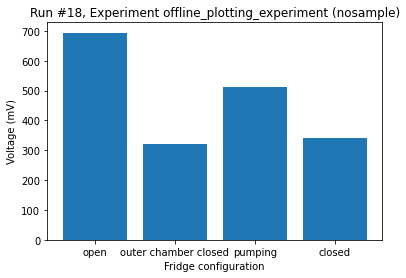 Run #18, Experiment offline_plotting_experiment (nosample)
Voltage (mV)
700
600
500
400
300
200
100
0
open outer chamber closed pumping closed
Fridge configuration